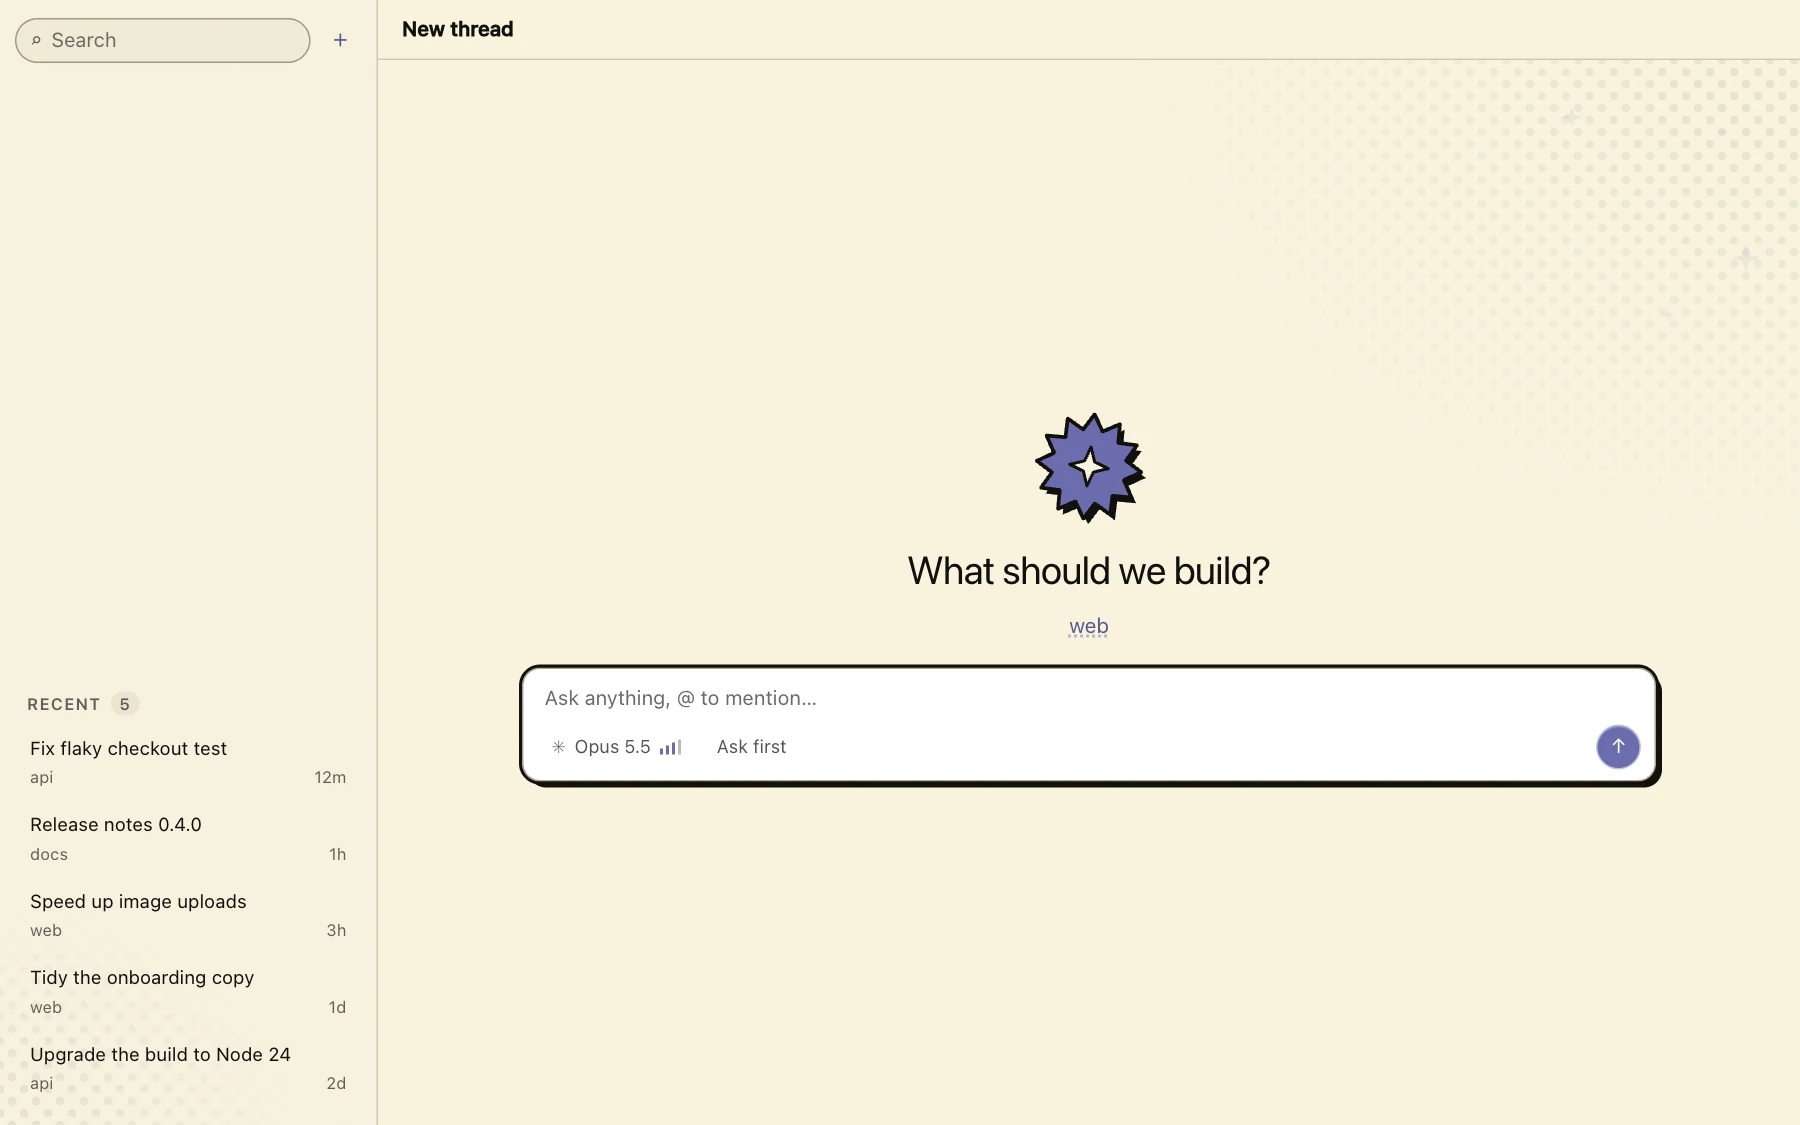 Search
+
New thread
What should we build?
web
Ask anything, @ to mention...
Opus 5.5
Ask first
RECENT 5
Fix flaky checkout test
api 12m
Release notes 0.4.0
docs 1h
Speed up image uploads
web 3h
Tidy the onboarding copy
web 1d
Upgrade the build to Node 24
api 2d